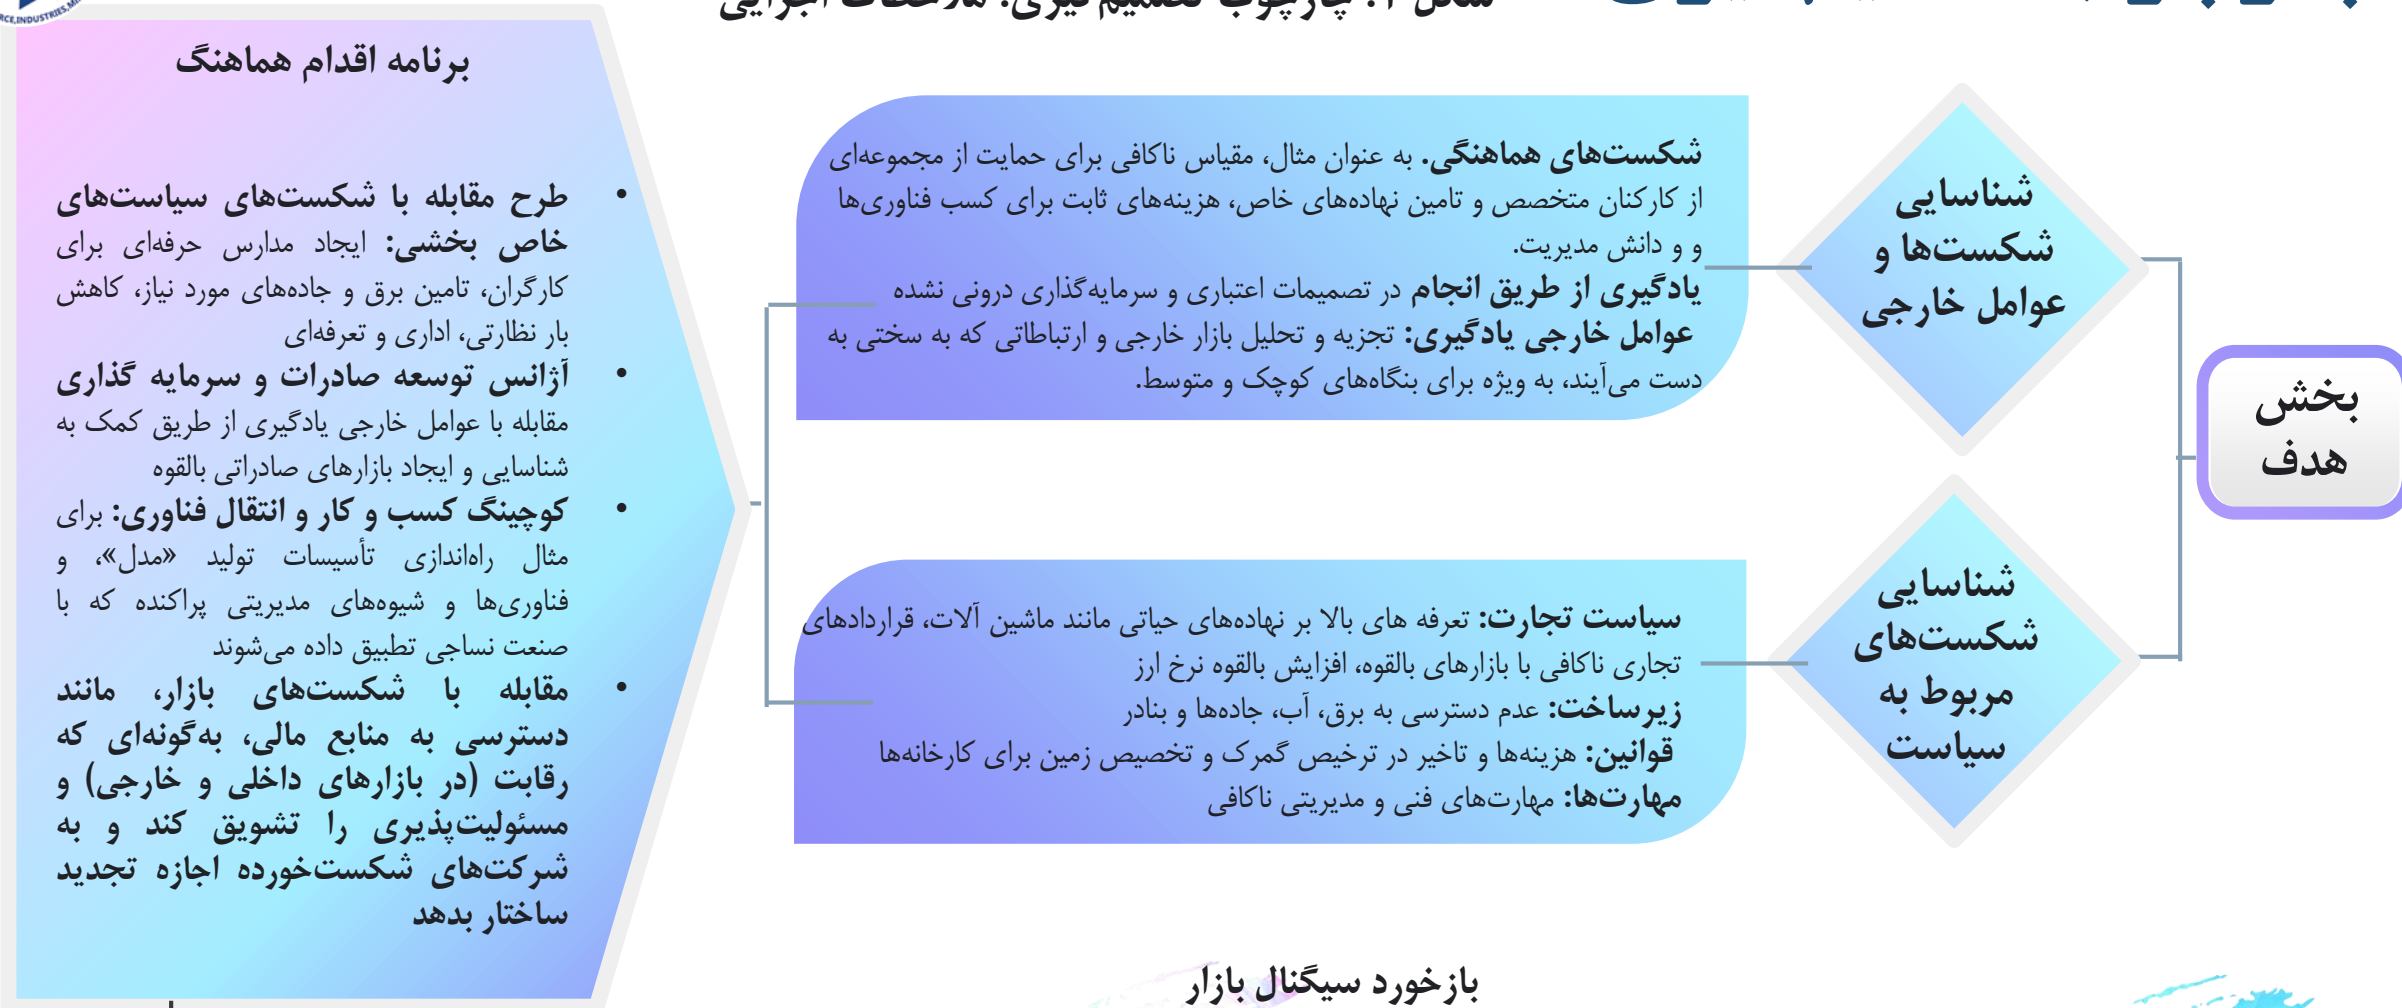 شکل ۲: چارچوب تصمیم‌گیری: ملاحظات اجرایی
بخش
هدف
شناسایی
شکست‌ها و
عوامل خارجی
شکست‌های هماهنگی. به عنوان مثال، مقیاس ناکافی برای حمایت از مجموعه‌ای
از کارکنان متخصص و تامین نهاده‌های خاص، هزینه‌های ثابت برای کسب فناوری‌ها
و و دانش مدیریت.
یادگیری از طریق انجام در تصمیمات اعتباری و سرمایه‌گذاری درونی نشده
عوامل خارجی یادگیری: تجزیه و تحلیل بازار خارجی و ارتباطاتی که به سختی به
دست می‌آیند، به ویژه برای بنگاه‌های کوچک و متوسط.
شناسایی
شکست‌های
مربوط به
سیاست
سیاست تجارت: تعرفه های بالا بر نهاده‌های حیاتی مانند ماشین آلات، قراردادهای
تجاری ناکافی با بازارهای بالقوه، افزایش بالقوه نرخ ارز
زیرساخت: عدم دسترسی به برق، آب، جاده‌ها و بنادر
قوانین: هزینه‌ها و تاخیر در ترخیص گمرک و تخصیص زمین برای کارخانه‌ها
مهارت‌ها: مهارت‌های فنی و مدیریتی ناکافی
برنامه اقدام هماهنگ
• طرح مقابله با شکست‌های سیاست‌های
خاص بخشی: ایجاد مدارس حرفه‌ای برای
کارگران، تامین برق و جاده‌های مورد نیاز، کاهش
بار نظارتی، اداری و تعرفه‌ای
• آژانس توسعه صادرات و سرمایه گذاری
مقابله با عوامل خارجی یادگیری از طریق کمک به
شناسایی و ایجاد بازارهای صادراتی بالقوه
• کوچینگ کسب و کار و انتقال فناوری: برای
مثال راه‌اندازی تأسیسات تولید «مدل»، و
فناوری‌ها و شیوه‌های مدیریتی پراکنده که با
صنعت نساجی تطبیق داده می‌شوند
• مقابله با شکست‌های بازار، مانند
دسترسی به منابع مالی، به‌گونه‌ای که
رقابت (در بازارهای داخلی و خارجی) و
مسئولیت‌پذیری را تشویق کند و به
شرکت‌های شکست‌خورده اجازه تجدید
ساختار بدهد
بازخورد سیگنال بازار